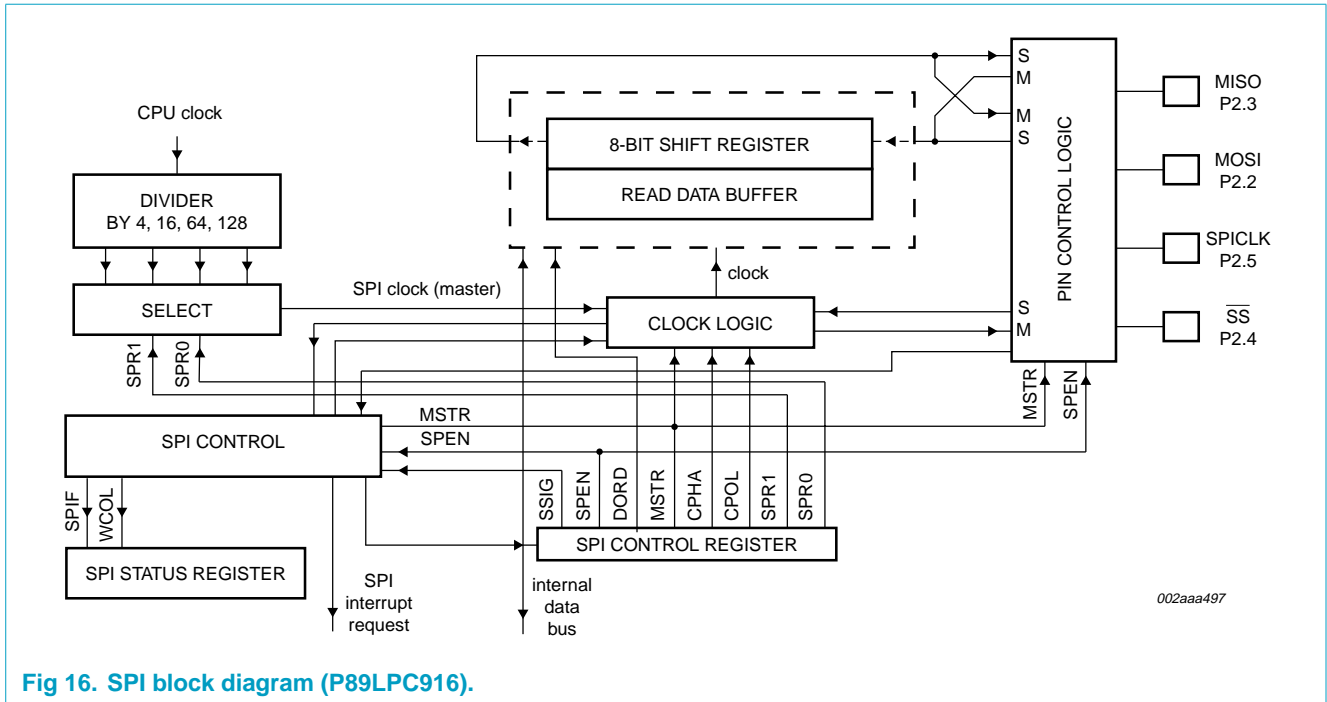 CPU clock
DIVIDER
BY 4, 16, 64, 128
SELECT
SPR1
SPR0
SPI clock (master)
8-BIT SHIFT REGISTER
READ DATA BUFFER
clock
CLOCK LOGIC
S
M
M
S
S
M
PIN CONTROL LOGIC
MISO
P2.3
MOSI
P2.2
SPICLK
P2.5
SS
P2.4
MSTR
SPEN
SPI CONTROL
MSTR
SPEN
SPIF
WCOL
SPI STATUS REGISTER
SPI
interrupt
request
SSIG
SPEN
DORD
MSTR
CPHA
CPOL
SPR1
SPR0
SPI CONTROL REGISTER
internal
data
bus
002aaa497
Fig 16. SPI block diagram (P89LPC916).